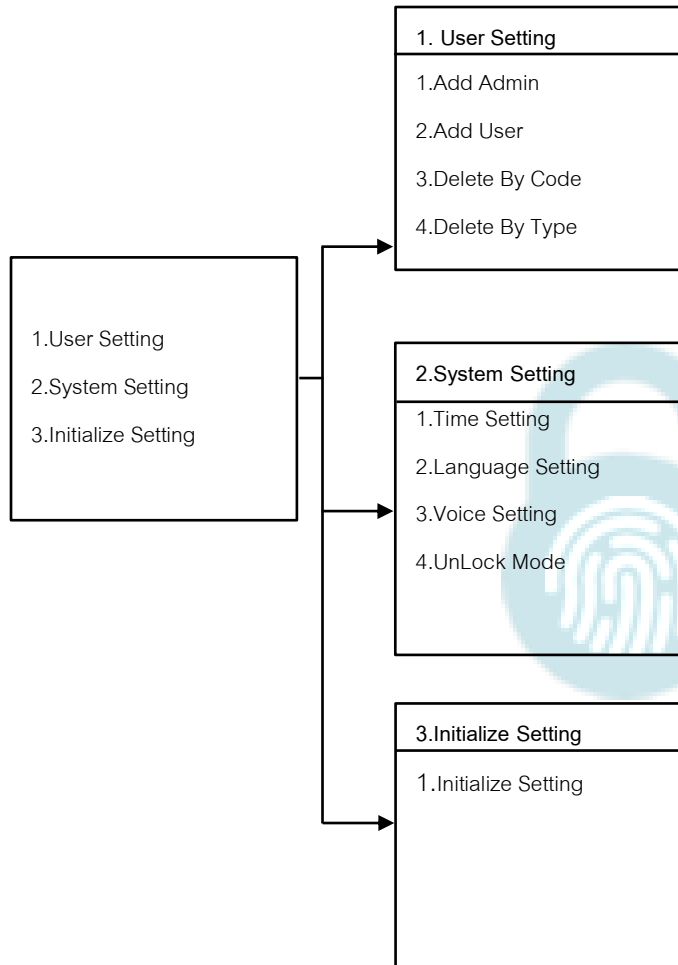 1.User Setting
2.System Setting
3.Initialize Setting
1. User Setting
1.Add Admin
2.Add User
3.Delete By Code
4.Delete By Type
2.System Setting
1.Time Setting
2.Language Setting
3.Voice Setting
4.UnLock Mode
3.Initialize Setting
1.Initialize Setting